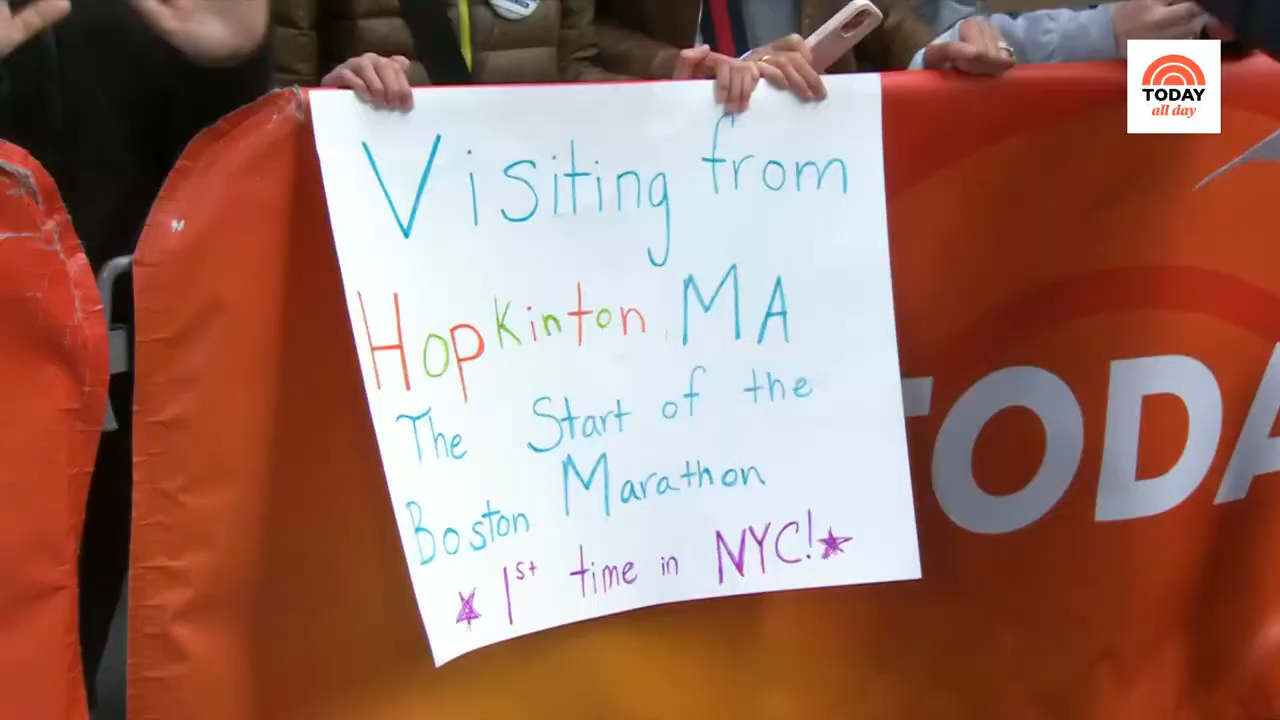 TODAY
all day
Visiting from
Hopkinton, MA
The Start of the
Boston Marathon
1st time in NYC!
TODA